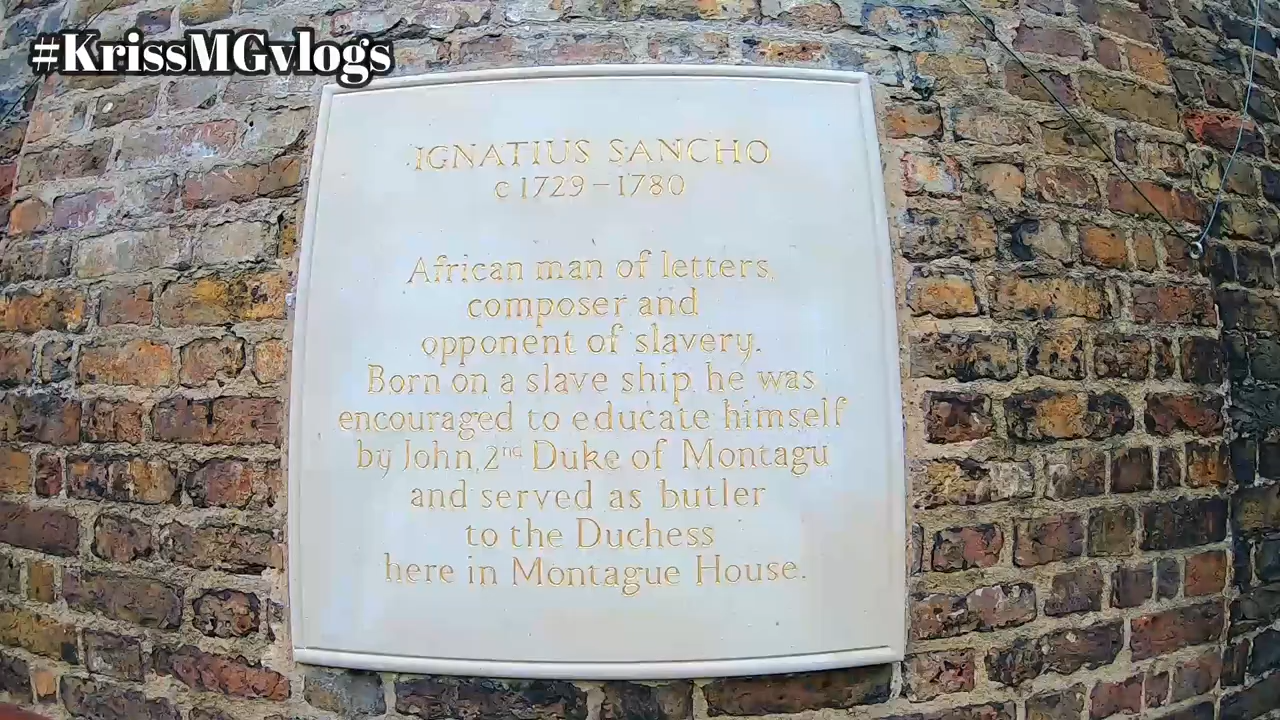 #KrissMGvlogs
IGNATIUS SANCHO
c 1729-1780
African man of letters,
composer and
opponent of slavery.
Born on a slave ship he was
encouraged to educate himself
by John, 2nd Duke of Montagu
and served as butler
to the Duchess
here in Montague House.